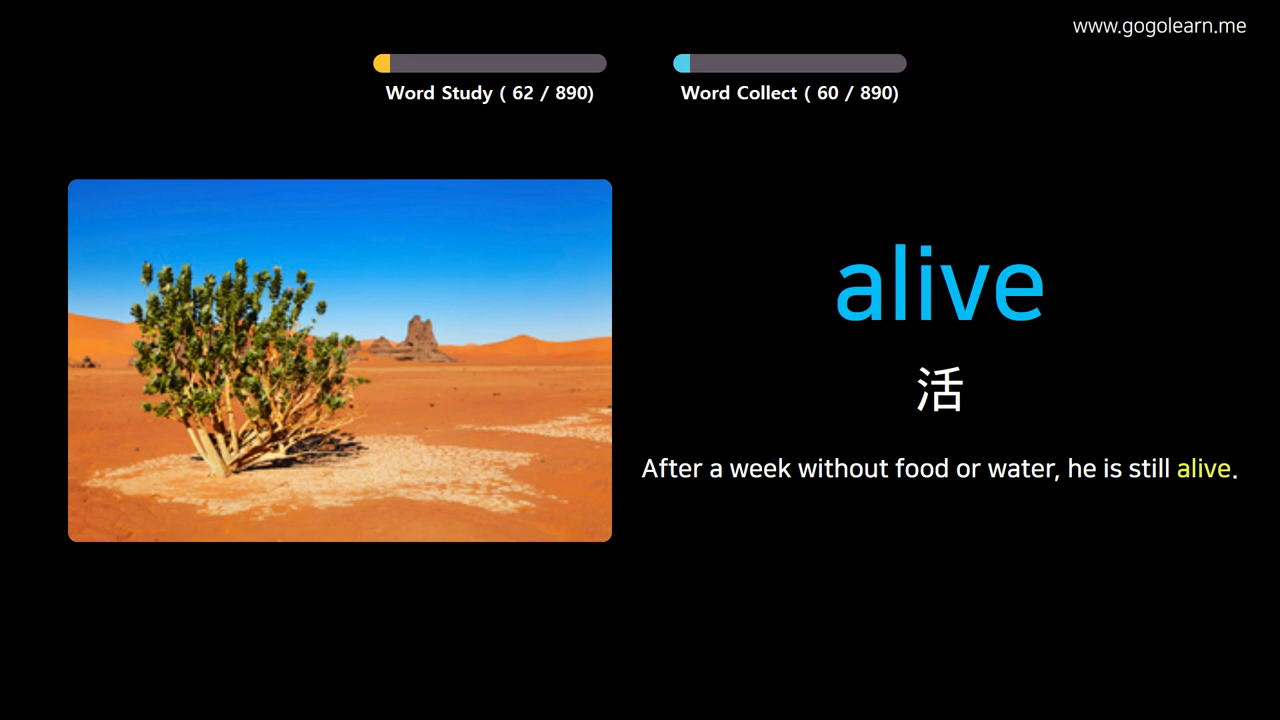 www.gogolearn.me
Word Study ( 62 / 890)
Word Collect ( 60 / 890)
alive
活
After a week without food or water, he is still alive.